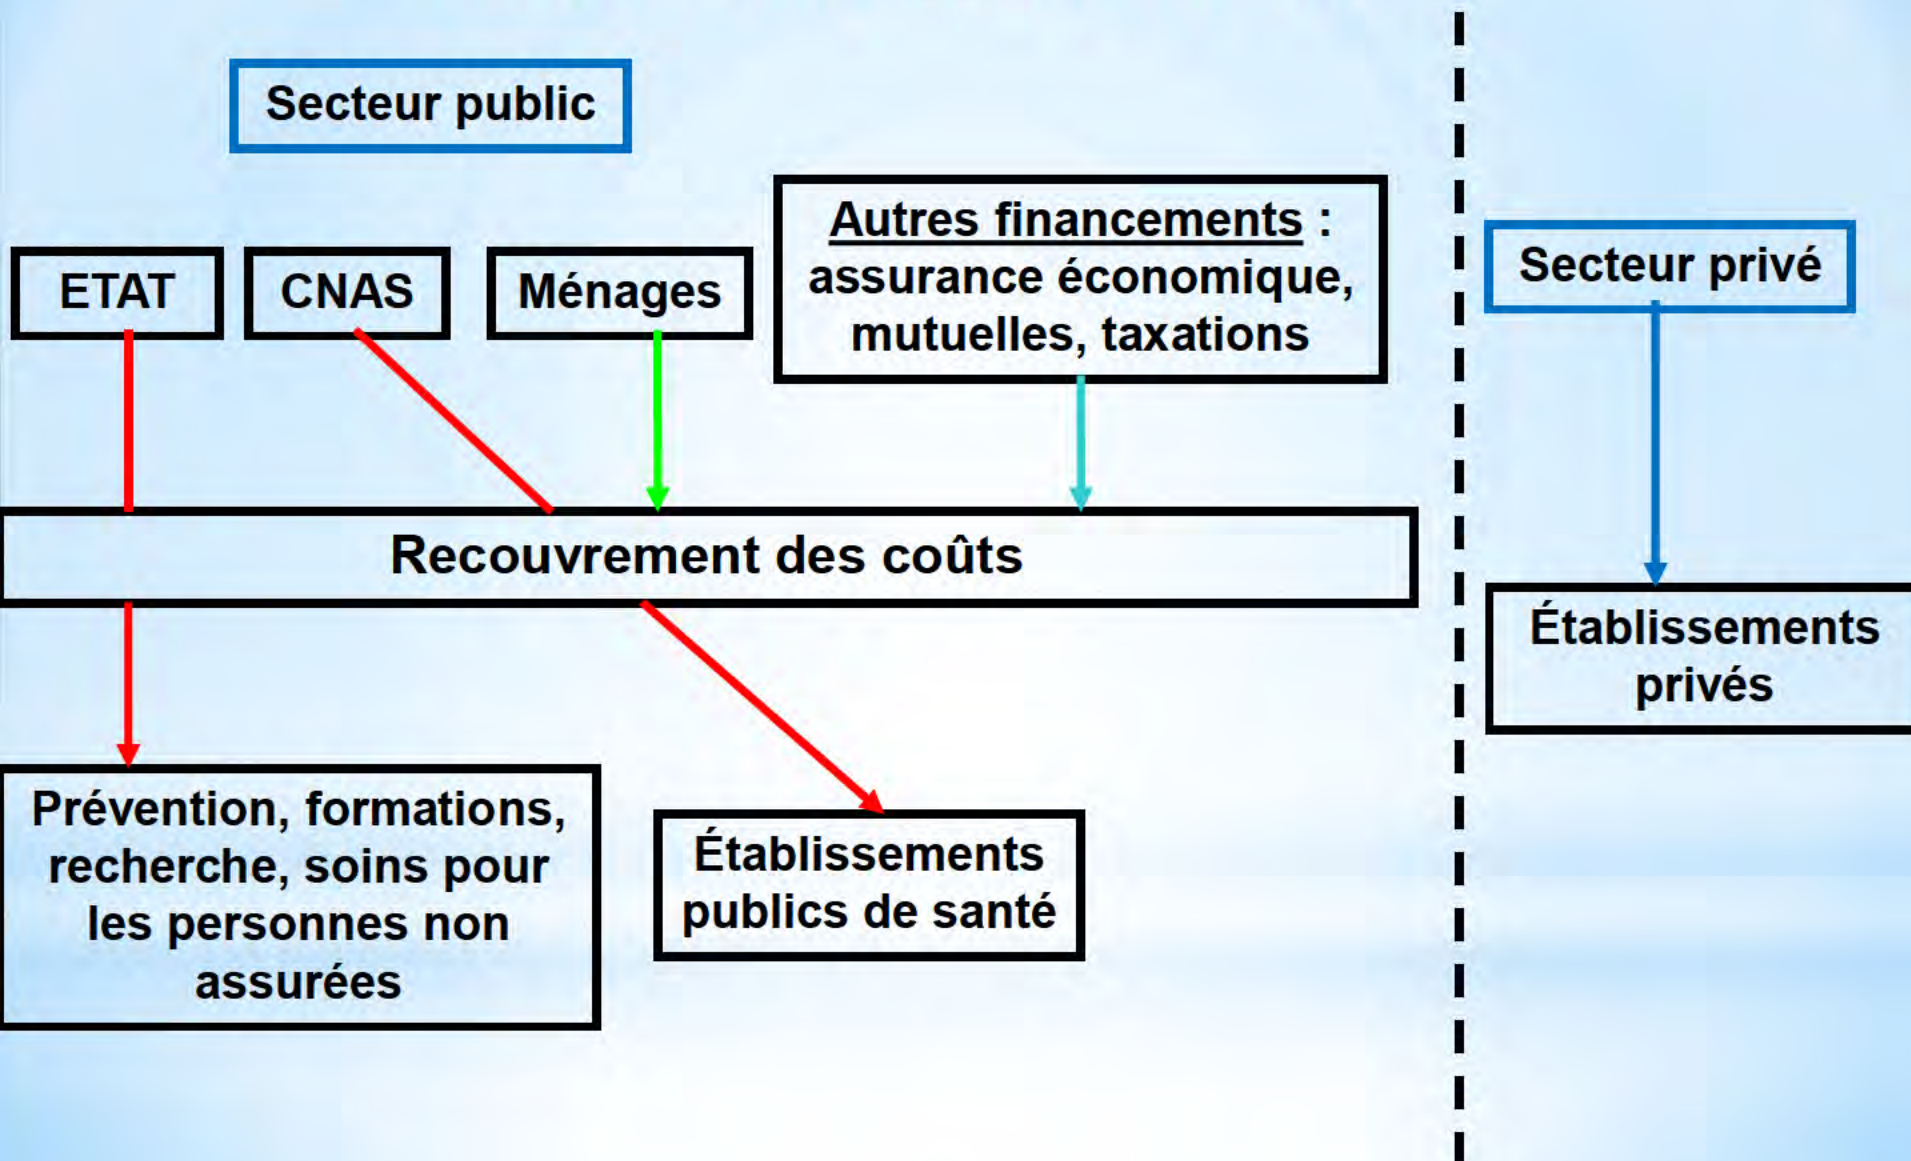 Secteur public
ETAT
CNAS
Ménages
Autres financements :
assurance économique,
mutuelles, taxations
Secteur privé
Recouvrement des coûts
Établissements
privés
Prévention, formations,
recherche, soins pour
les personnes non
assurées
Établissements
publics de santé